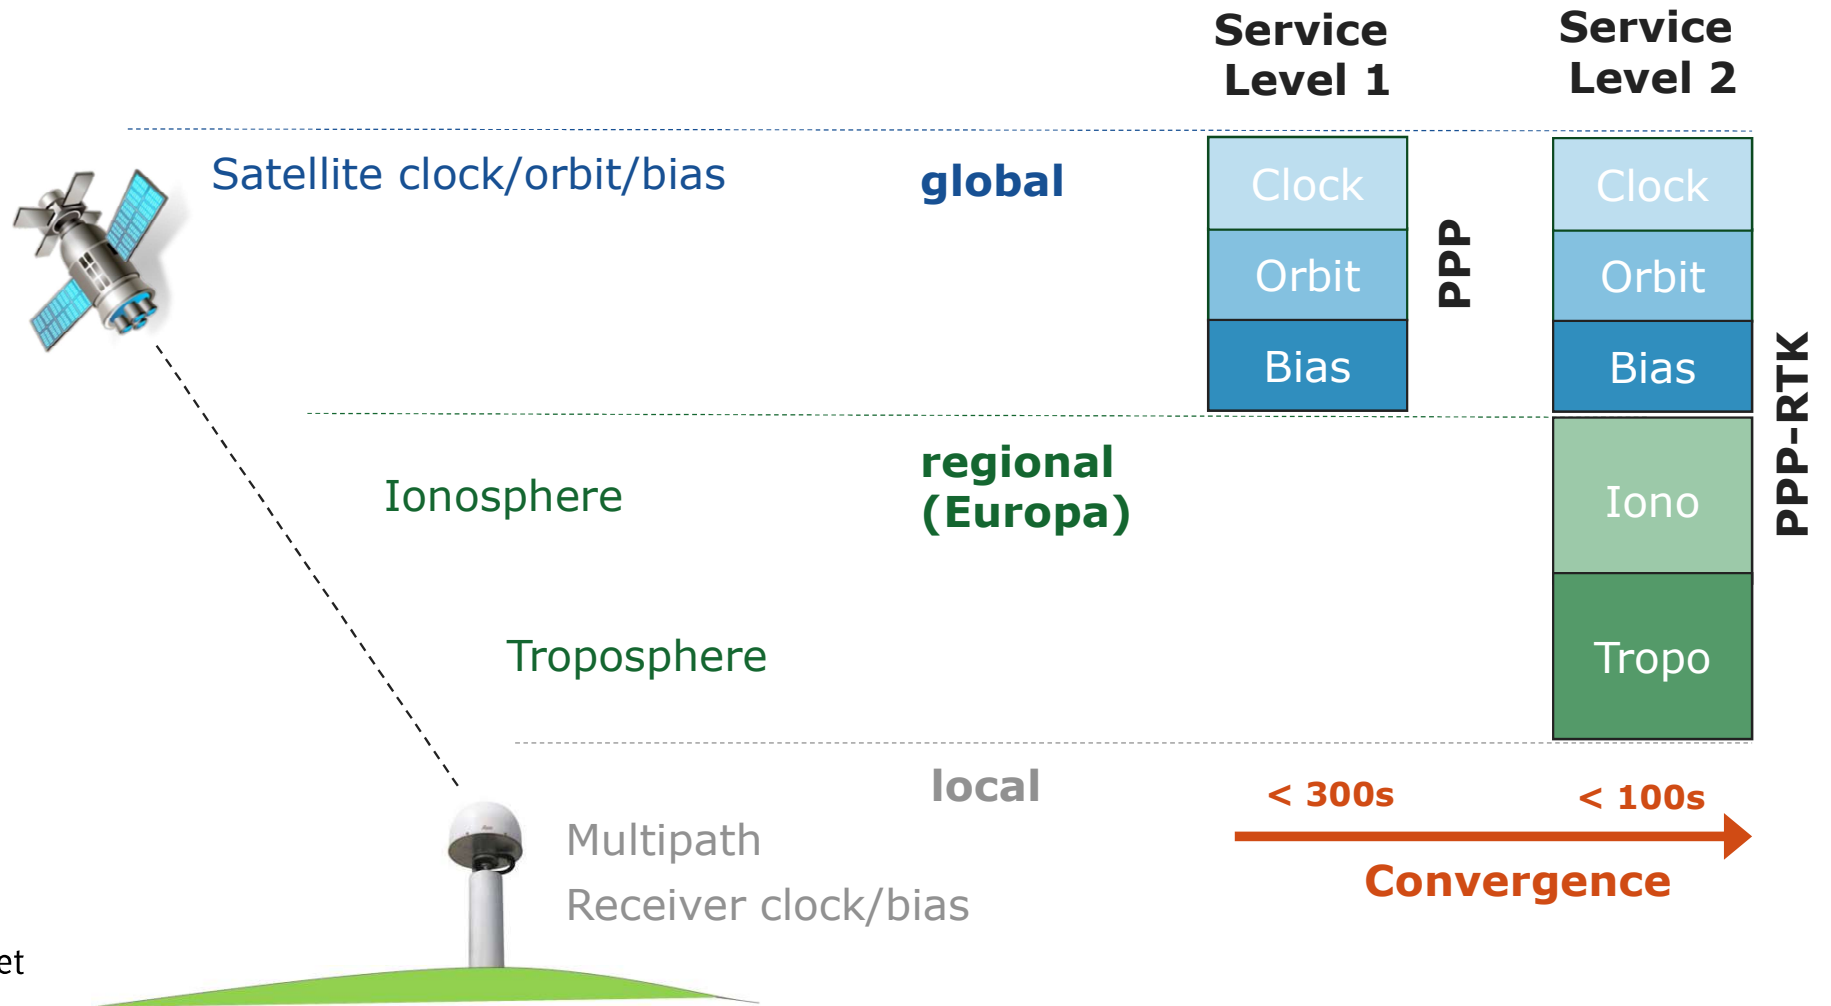 Service
Level 1
Service
Level 2
Satellite clock/orbit/bias
global
Clock
Orbit
Bias
PPP
Clock
Orbit
Bias
PPP-RTK
Ionosphere
regional
(Europa)
Iono
Troposphere
Tropo
local
< 300s
< 100s
Multipath
Receiver clock/bias
Convergence
et